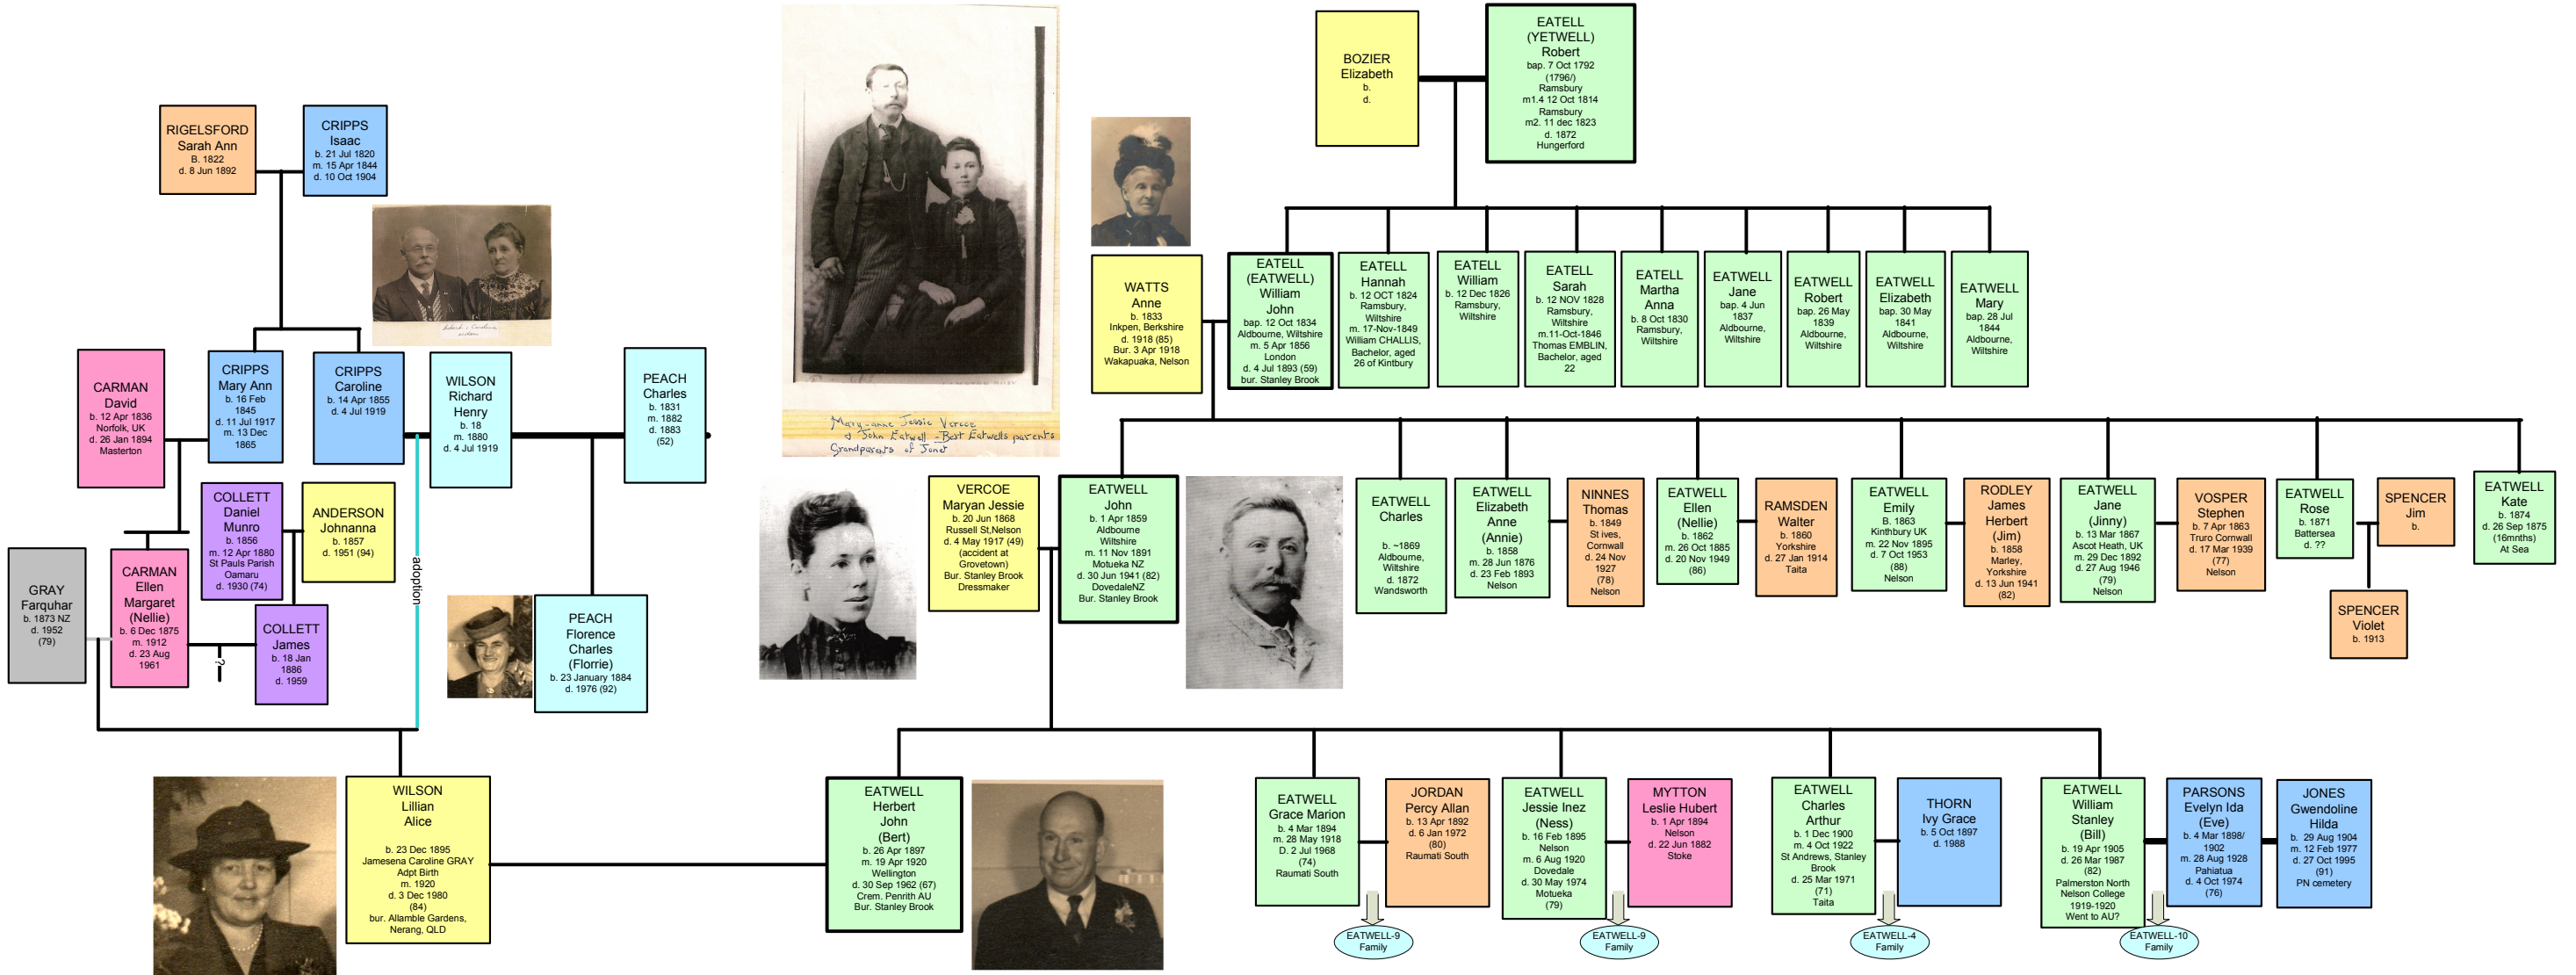 BOZIER
Elizabeth
b.
d.
EATELL
(YETWELL)
Robert
bap. 7 Oct 1792
(1796/)
Ramsbury
m1.4 12 Oct 1814
Ramsbury
m2. 11 dec 1823
d. 1872
Hungerford
RIGELSFORD
Sarah Ann
B. 1822
d. 8 Jun 1892
CRIPPS
Isaac
b. 21 Jul 1820
m. 15 Apr 1844
d. 10 Oct 1904
WATTS
Anne
b. 1833
Inkpen, Berkshire
d. 1918 (85)
Bur. 3 Apr 1918
Wakapuaka, Nelson
EATELL
(EATWELL)
William
John
bap. 12 Oct 1834
Aldboune, Wiltshire
m. 5 Apr 1856
London
d. 4 Jul 1893 (59)
bur. Stanley Brook
EATELL
Hannah
b. 12 OCT 1824
Ramsbury,
Wiltshire
m. 17-Nov-1849
William CHALLIS,
Bachelor, aged
26 of Kintbury
EATELL
William
b. 12 Dec 1826
Ramsbury,
Wiltshire
EATELL
Sarah
b. 12 NOV 1828
Ramsbury,
Wiltshire
m.11-Oct-1846
Thomas EMBLIN,
Bachelor, aged
22
EATELL
Martha
Anna
b. 8 Oct 1830
Ramsbury,
Wiltshire
EATWELL
Jane
bap. 4 Jun
1837
Aldbourne,
Wiltshire
EATWELL
Robert
bap. 26 May
1839
Aldbourne,
Wiltshire
EATWELL
Elizabeth
bap. 30 May
1841
Aldbourne,
Wiltshire
EATWELL
Mary
bap. 28 Jul
1844
Aldbourne,
Wiltshire
CARMAN
David
b. 12 Apr 1836
Norfolk, UK
d. 26 Jan 1894
Masterton
CRIPPS
Mary Ann
b. 16 Feb
1845
d. 11 Jul 1917
m. 13 Dec
1865
CRIPPS
Caroline
b. 14 Apr 1855
d. 4 Jul 1919
WILSON
Richard
Henry
b. 18
m. 1880
d. 4 Jul 1919
PEACH
Charles
b. 1831
m. 1882
d. 1883
(52)
Mary-anne Jessie Vercoe
& John Eatwell - Bert Eatwells parents
Grandparents of Janet
COLLETT
Daniel
Munro
b. 1856
m. 12 Apr 1880
St Pauls Parish
Oamaru
d. 1930 (74)
ANDERSON
Johnanna
b. 1857
d. 1951 (94)
adoption
VERCOE
Maryan Jessie
b. 20 Jun 1868
Russell St,Nelson
d. 4 May 1917 (49)
(accident at
Grovetown)
Bur. Stanley Brook
Dressmaker
EATWELL
John
b. 1 Apr 1859
Aldbourne
Wiltshire
m. 11 Nov 1891
Motueka NZ
d. 30 Jun 1941 (82)
DovedaleNZ
Bur. Stanley Brook
EATWELL
Charles
b. ~1869
Aldbourne,
Wiltshire
d. 1872
Wandsworth
EATWELL
Elizabeth
Anne
(Annie)
b. 1858
m. 28 Jun 1876
d. 23 Feb 1893
Nelson
NINNES
Thomas
b. 1849
St ives,
Cornwall
d. 24 Nov
1927
(78)
Nelson
EATWELL
Ellen
(Nellie)
b. 1862
m. 26 Oct 1885
d. 20 Nov 1949
(86)
RAMSDEN
Walter
b. 1860
Yorkshire
d. 27 Jan 1914
Taita
EATWELL
Emily
B. 1863
Kinthbury UK
m. 22 Nov 1895
d. 7 Oct 1953
(88)
Nelson
RODLEY
James
Herbert
(Jim)
b. 1858
Marley,
Yorkshire
d. 13 Jun 1941
(82)
EATWELL
Jane
(Jinny)
b. 13 Mar 1867
Ascot Heath, UK
m. 29 Dec 1892
d. 27 Aug 1946
(79)
Nelson
VOSPER
Stephen
b. 7 Apr 1863
Truro Cornwall
d. 17 Mar 1939
(77)
Nelson
EATWELL
Rose
b. 1871
Battersea
d. ??
SPENCER
Jim
b.
EATWELL
Kate
b. 1874
d. 26 Sep 1875
(16mnths)
At Sea
SPENCER
Violet
b. 1913
GRAY
Farquhar
b. 1873 NZ
d. 1952
(79)
CARMAN
Ellen
Margaret
(Nellie)
b. 6 Dec 1875
m. 1912
d. 23 Aug
1961
?
COLLETT
James
b. 18 Jan
1886
d. 1959
PEACH
Florence
Charles
(Florrie)
b. 23 January 1884
d. 1976 (92)
WILSON
Lillian
Alice
b. 23 Dec 1895
Jamesena Caroline GRAY
Adpt Birth
m. 1920
d. 3 Dec 1980
(84)
bur. Allamble Gardens,
Nerang, QLD
EATWELL
Herbert
John
(Bert)
b. 26 Apr 1897
m. 19 Apr 1920
Wellington
d. 30 Sep 1962 (67)
Crem. Penrith AU
Bur. Stanley Brook
EATWELL
Grace Marion
b. 4 Mar 1894
m. 28 May 1918
D. 2 Jul 1968
(74)
Raumati South
JORDAN
Percy Allan
b. 13 Apr 1892
d. 6 Jan 1972
(80)
Raumati South
EATWELL
Jessie Inez
(Ness)
b. 16 Feb 1895
Nelson
m. 6 Aug 1920
Dovedale
d. 30 May 1974
Motueka
(79)
MYTTON
Leslie Hubert
b. 1 Apr 1894
Nelson
d. 22 Jun 1882
Stoke
EATWELL
Charles
Arthur
b. 1 Dec 1900
m. 4 Oct 1922
St Andrews, Stanley
Brook
d. 25 Mar 1971
(71)
Taita
THORN
Ivy Grace
b. 5 Oct 1897
d. 1988
EATWELL
William
Stanley
(Bill)
b. 19 Apr 1905
d. 26 Mar 1987
(82)
Palmerston North
Nelson College
1919-1920
Went to AU?
PARSONS
Evelyn Ida
(Eve)
b. 4 Mar 1898/
1902
m. 28 Aug 1928
Pahiatua
d. 4 Oct 1974
(76)
JONES
Gwendoline
Hilda
b. 29 Aug 1904
m. 12 Feb 1977
d. 27 Oct 1995
(91)
PN cemetery
EATWELL-9
Family
EATWELL-9
Family
EATWELL-4
Family
EATWELL-10
Family